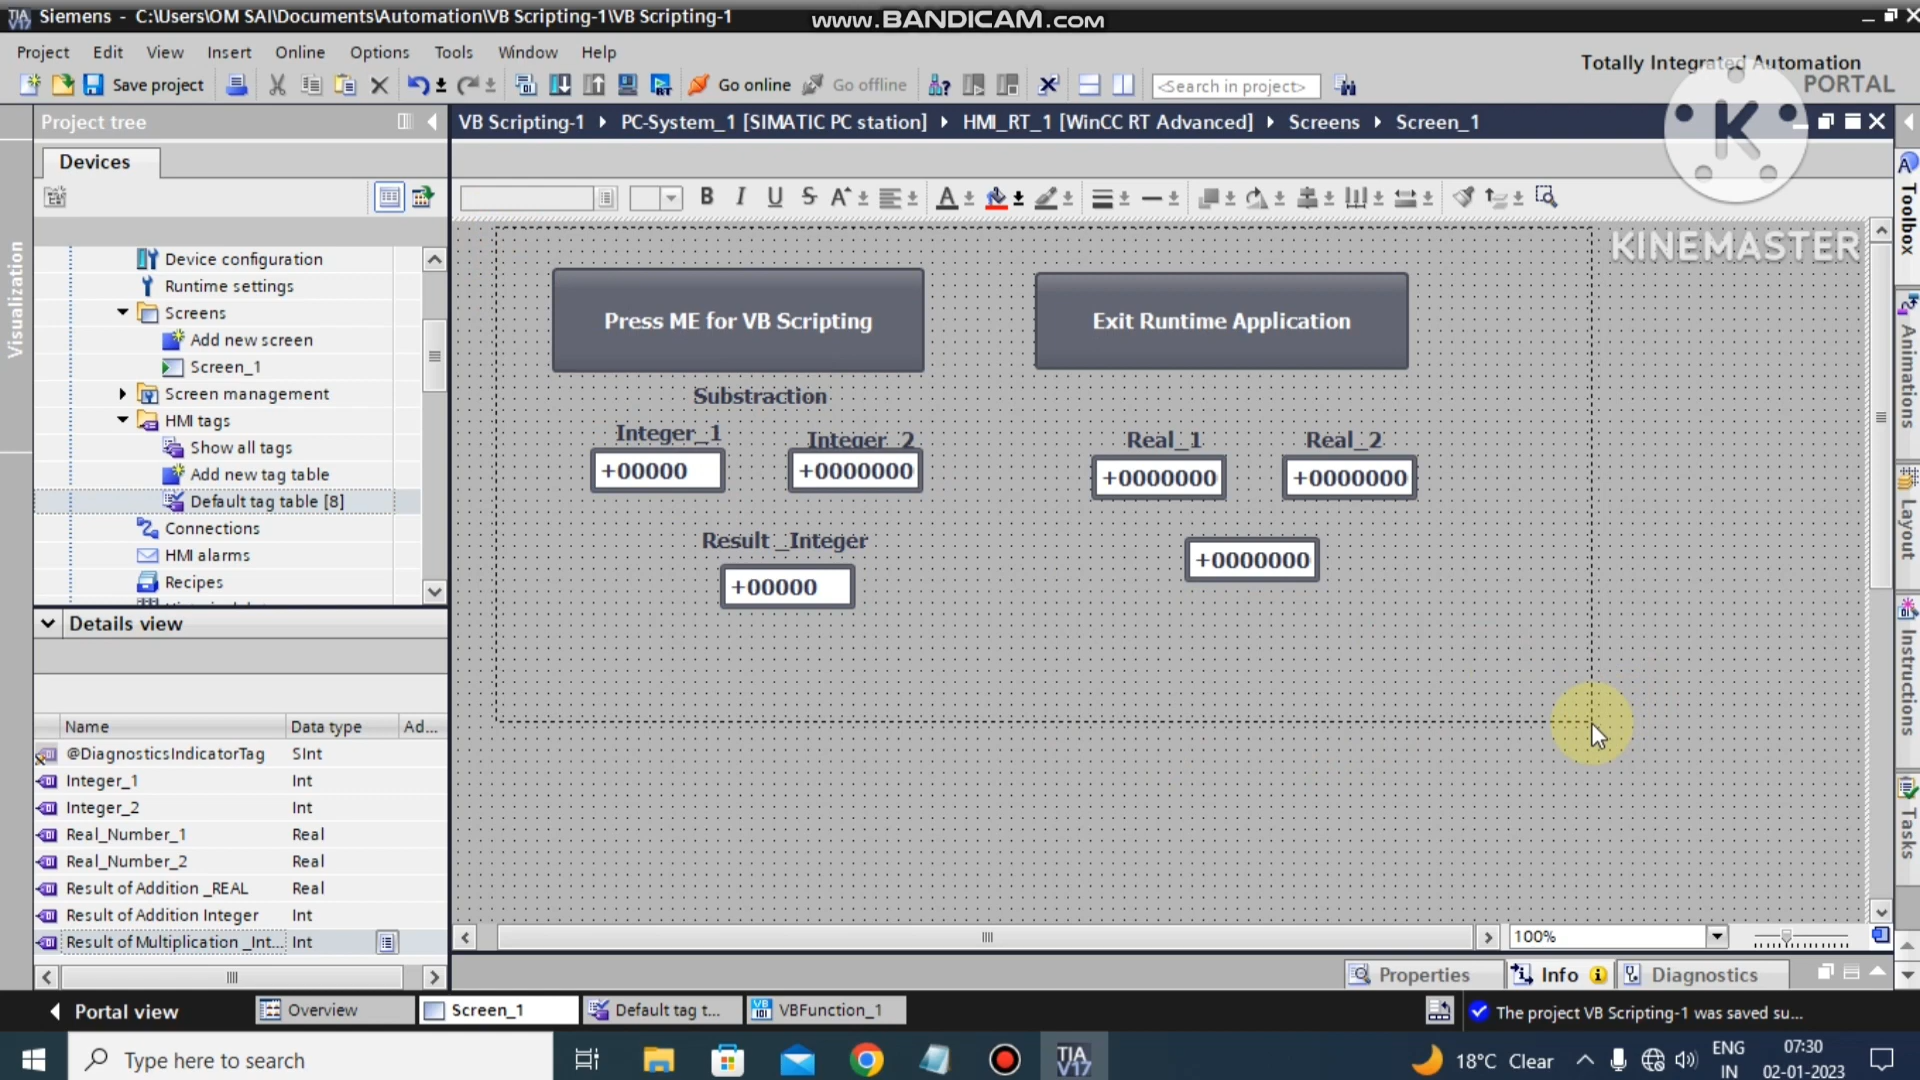 Siemens - C:\Users\OM SAI\Documents\Automation\VB Scripting-1\VB Scripting-1
www.BANDICAM.com
Project Edit View Insert Online Options Tools Window Help
Totally Integrated Automation
PORTAL
Save project
Go online
Go offline
<Search in project>
Project tree
VB Scripting-1 PC-System_1 [SIMATIC PC station] HMI_RT_1 [WinCC RT Advanced] Screens Screen_1
K
KINEMASTER
Devices
Visualization
Device configuration
Runtime settings
Screens
Add new screen
Screen_1
Screen management
HMI tags
Show all tags
Add new tag table
Default tag table [8]
Connections
HMI alarms
Recipes
Press ME for VB Scripting
Exit Runtime Application
Substraction
Integer_1
Integer_2
Real_1
Real_2
+00000
+0000000
+0000000
+0000000
Result _Integer
+00000
+0000000
Toolbox
Animations
Layout
Instructions
Tasks
Details view
Name Data type Ad...
@DiagnosticsIndicatorTag SInt
Integer_1 Int
Integer_2 Int
Real_Number_1 Real
Real_Number_2 Real
Result of Addition _REAL Real
Result of Addition Integer Int
Result of Multiplication _Int... Int
100%
Properties Info Diagnostics
Portal view
Overview
Screen_1
Default tag t...
VBFunction_1
The project VB Scripting-1 was saved su...
Type here to search
TIA V17
18°C Clear
ENG
IN
07:30
02-01-2023